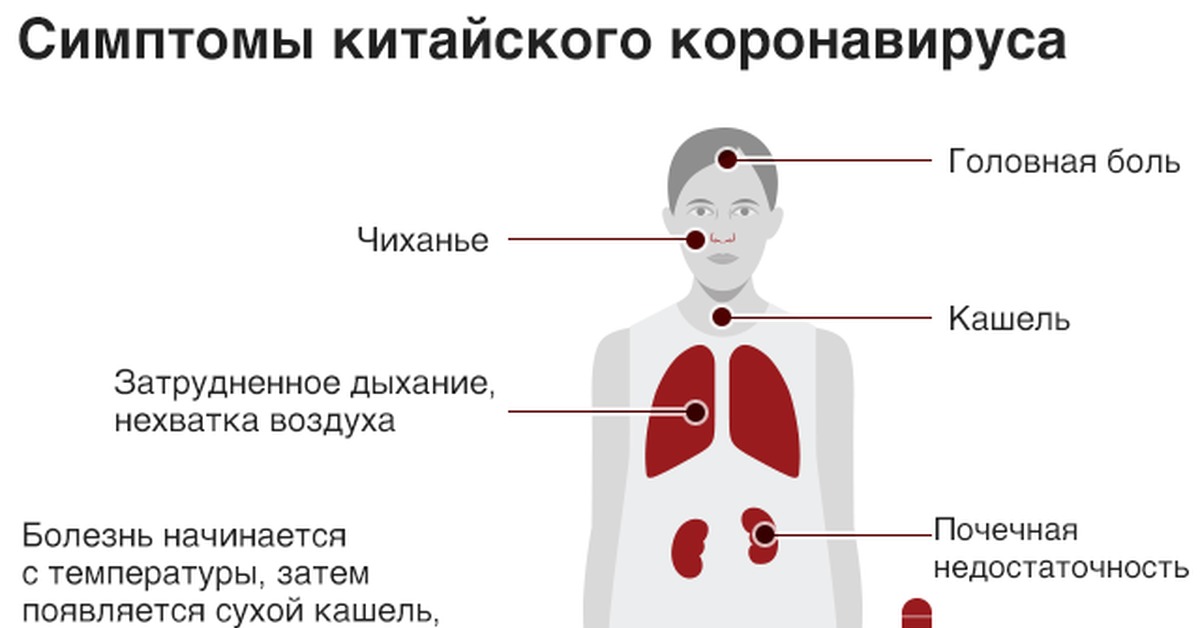 Симптомы китайского коронавируса
Головная боль
Чиханье
Кашель
Затрудненное дыхание,
нехватка воздуха
Почечная
недостаточность
Болезнь начинается
с температуры, затем
появляется сухой кашель,